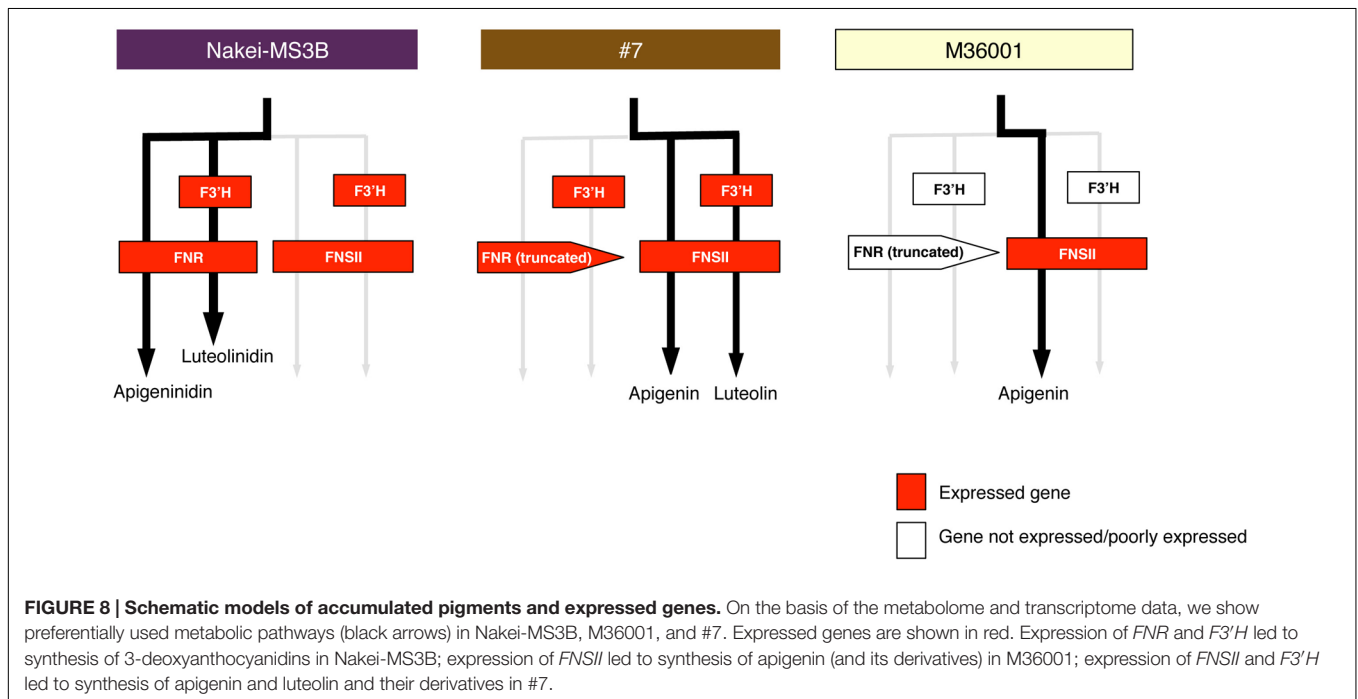 Nakei-MS3B
#7
M36001
F3'H
F3'H
FNR
FNSII
Luteolinidin
Apigeninidin
F3'H
F3'H
FNR (truncated)
FNSII
Apigenin
Luteolin
F3'H
F3'H
FNR (truncated)
FNSII
Apigenin
Expressed gene
Gene not expressed/poorly expressed
FIGURE 8 | Schematic models of accumulated pigments and expressed genes. On the basis of the metabolome and transcriptome data, we show
preferentially used metabolic pathways (black arrows) in Nakei-MS3B, M36001, and #7. Expressed genes are shown in red. Expression of FNR and F3′H led to
synthesis of 3-deoxyanthocyanidins in Nakei-MS3B; expression of FNSII led to synthesis of apigenin (and its derivatives) in M36001; expression of FNSII and F3′H
led to synthesis of apigenin and luteolin and their derivatives in #7.